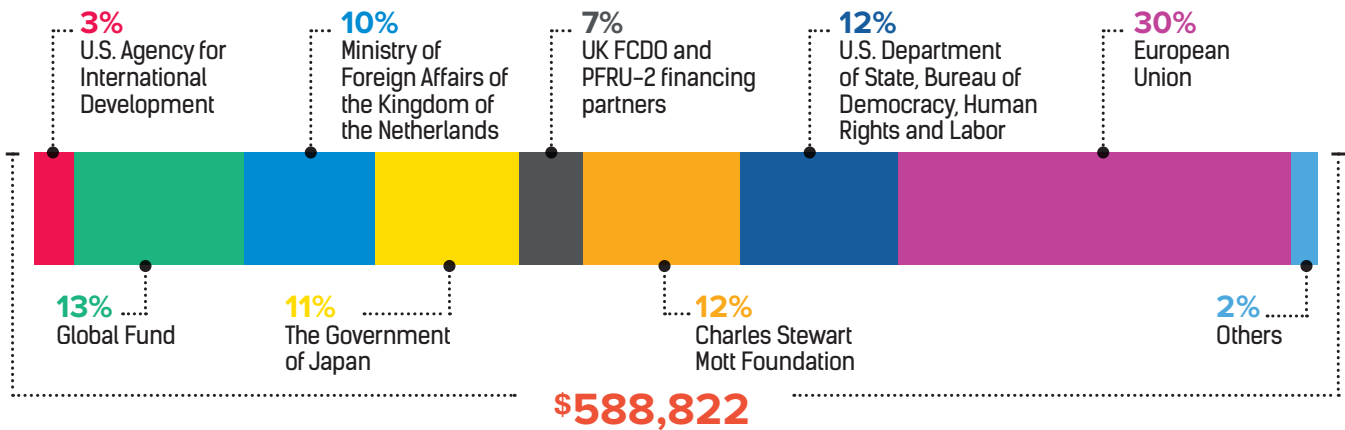 3%
U.S. Agency for
International
Development
10%
Ministry of
Foreign Affairs of
the Kingdom of
the Netherlands
7%
UK FCDO and
PFRU-2 financing
partners
12%
U.S. Department
of State, Bureau of
Democracy, Human
Rights and Labor
30%
European
Union
13%
Global Fund
11%
The Government
of Japan
12%
Charles Stewart
Mott Foundation
2%
Others
$588,822